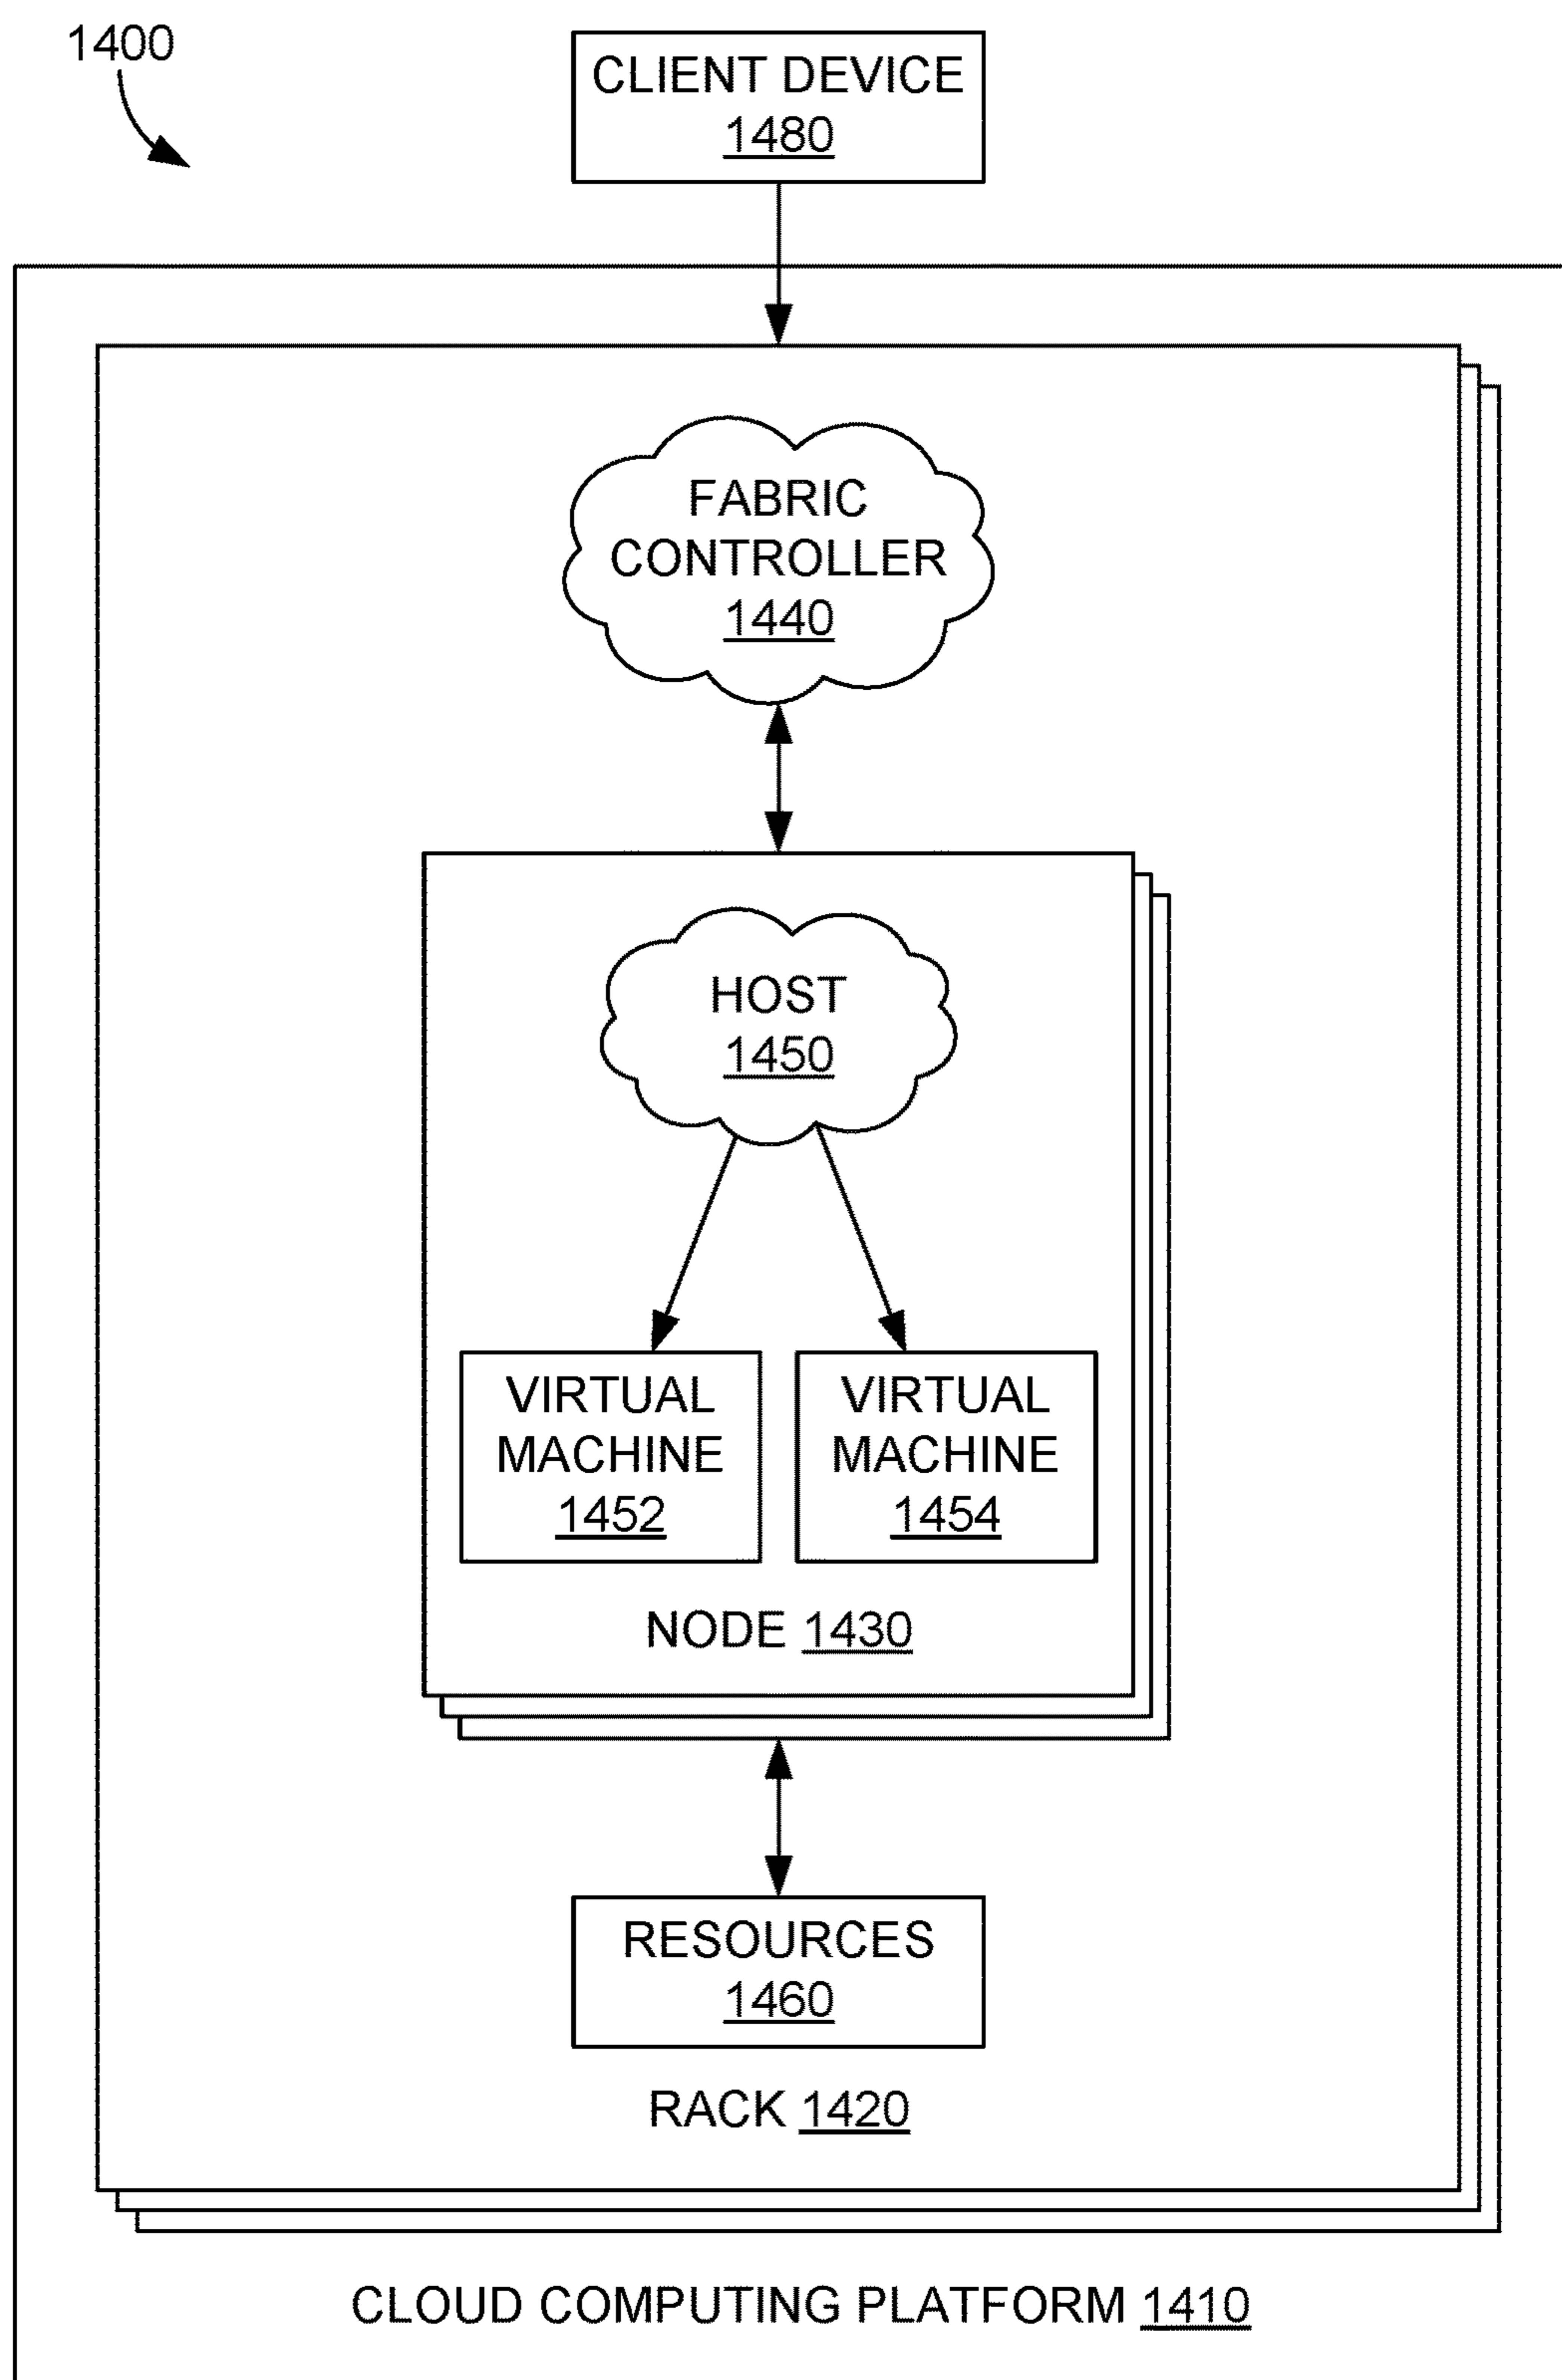 1400
CLIENT DEVICE
1480
FABRIC
CONTROLLER
1440
HOST
1450
VIRTUAL
MACHINE
1452
VIRTUAL
MACHINE
1454
NODE 1430
RESOURCES
1460
RACK 1420
CLOUD COMPUTING PLATFORM 1410